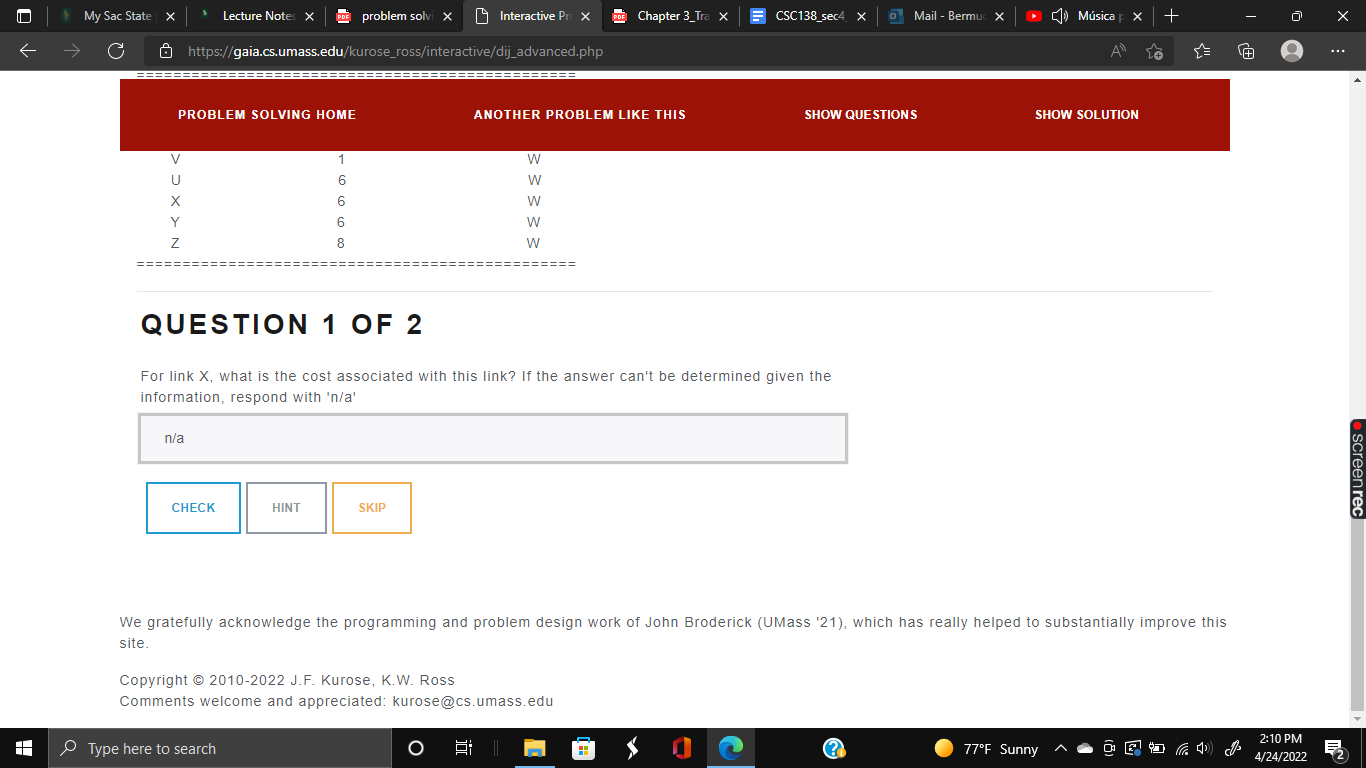 My Sac State
Lecture Notes
problem solvi
Interactive Pr
Chapter 3_Tra
CSC138_sec4_
Mail - Bermu
Música p
https://gaia.cs.umass.edu/kurose_ross/interactive/dij_advanced.php
================================================
PROBLEM SOLVING HOME ANOTHER PROBLEM LIKE THIS SHOW QUESTIONS SHOW SOLUTION
V 1 W
U 6 W
X 6 W
Y 6 W
Z 8 W
================================================
QUESTION 1 OF 2
For link X, what is the cost associated with this link? If the answer can't be determined given the
information, respond with 'n/a'
n/a
CHECK HINT SKIP
screenrec
We gratefully acknowledge the programming and problem design work of John Broderick (UMass '21), which has really helped to substantially improve this
site.
Copyright © 2010-2022 J.F. Kurose, K.W. Ross
Comments welcome and appreciated: kurose@cs.umass.edu
Type here to search
77°F Sunny
2:10 PM
4/24/2022
2